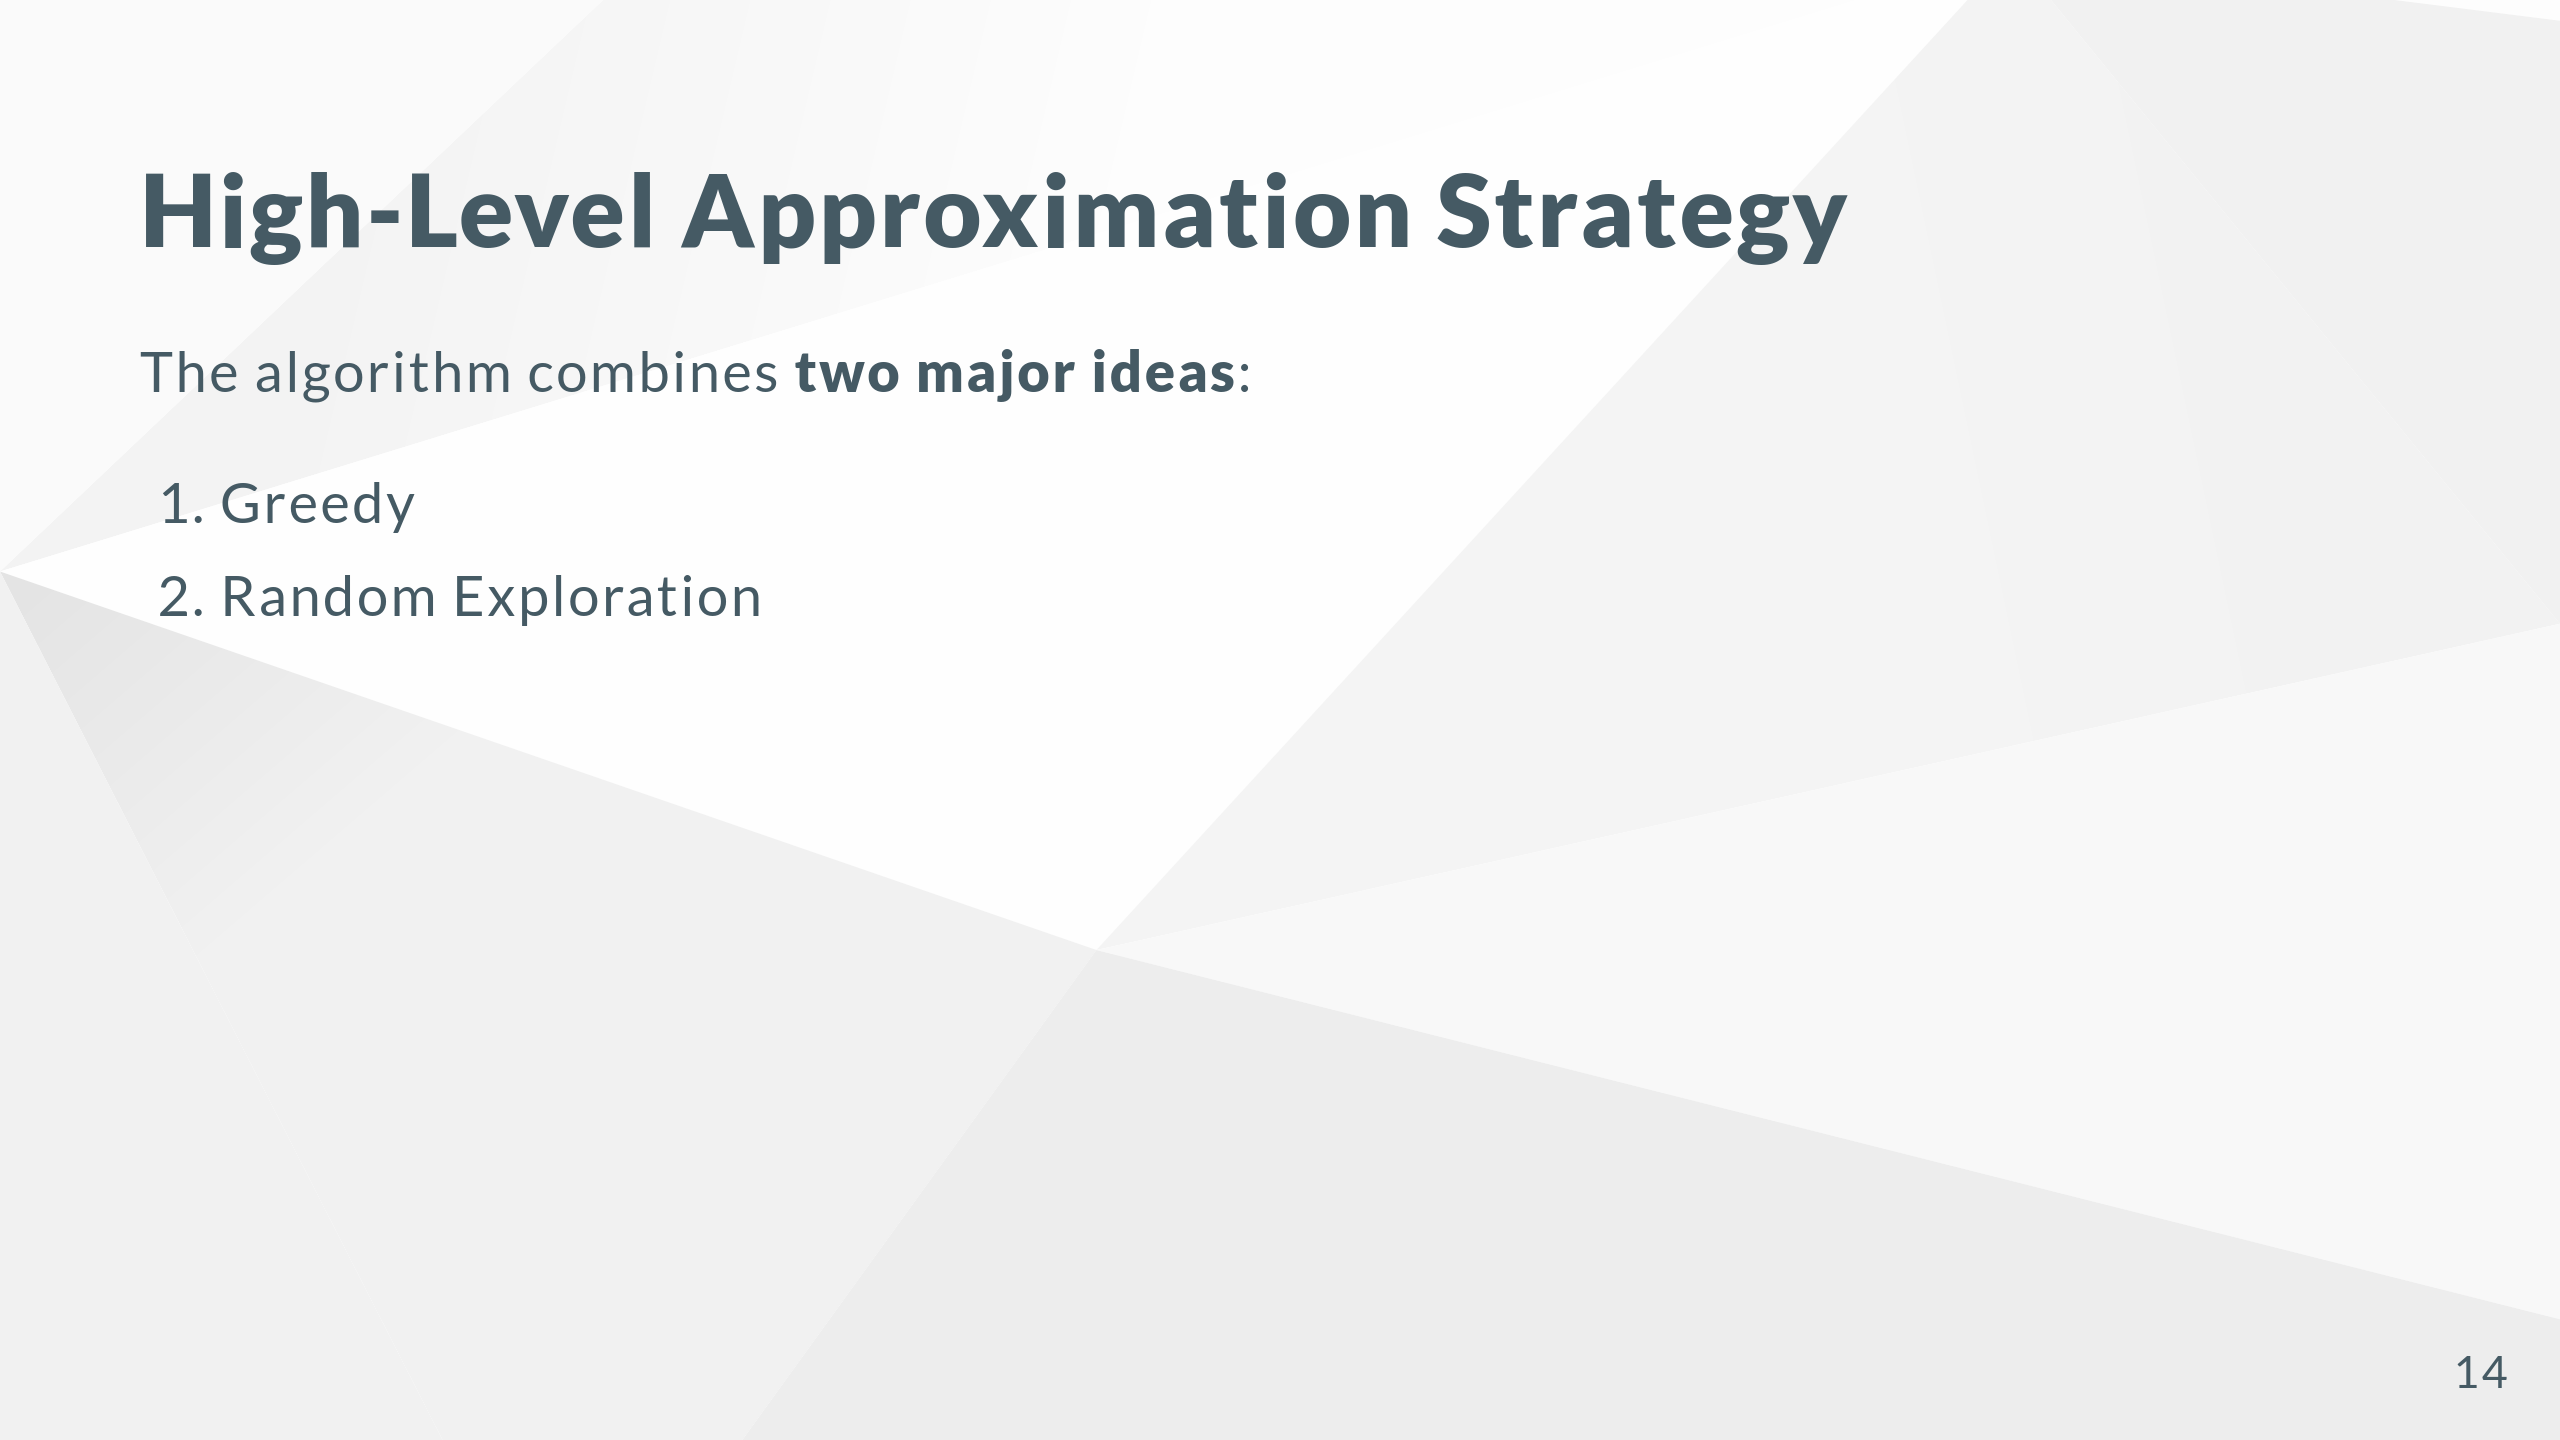 High-Level Approximation Strategy
The algorithm combines two major ideas:
1. Greedy
2. Random Exploration
14